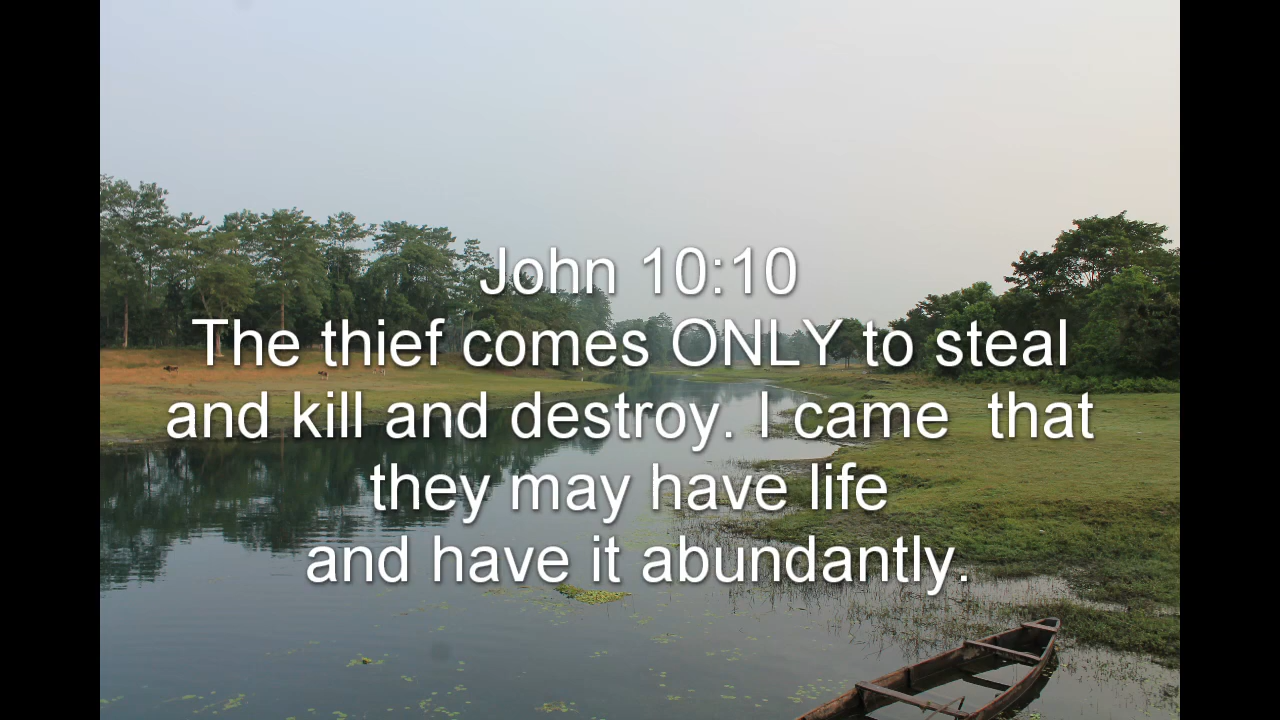 John 10:10
The thief comes ONLY to steal
and kill and destroy. I came  that
they may have life
and have it abundantly.